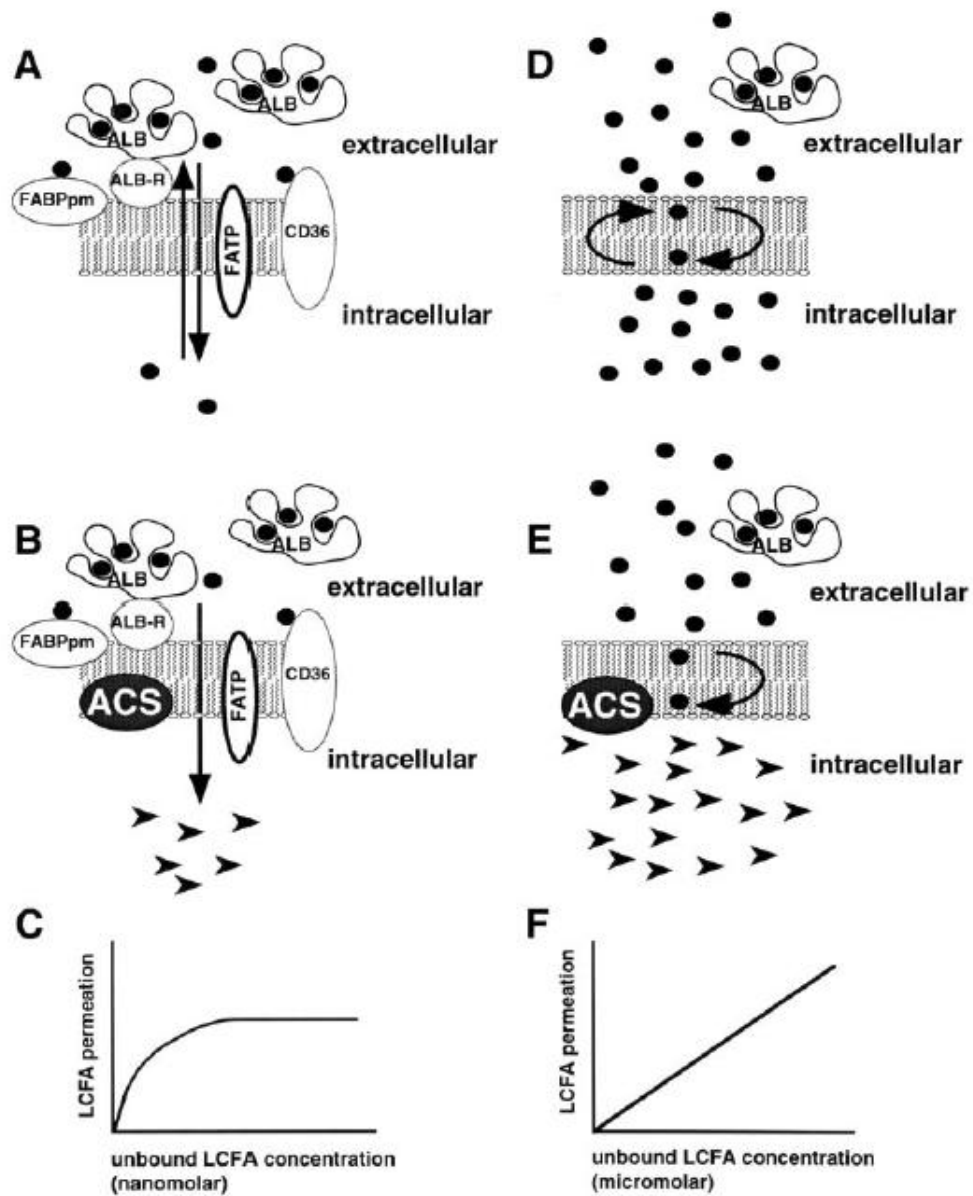 A
ALB
ALB
extracellular
FABPpm
ALB-R
FATP
CD36
intracellular
B
ALB
ALB
extracellular
FABPpm
ALB-R
ACS
FATP
CD36
intracellular
C
LCFA permeation
unbound LCFA concentration
(nanomolar)
D
ALB
extracellular
intracellular
E
ALB
extracellular
ACS
intracellular
F
LCFA permeation
unbound LCFA concentration
(micromolar)